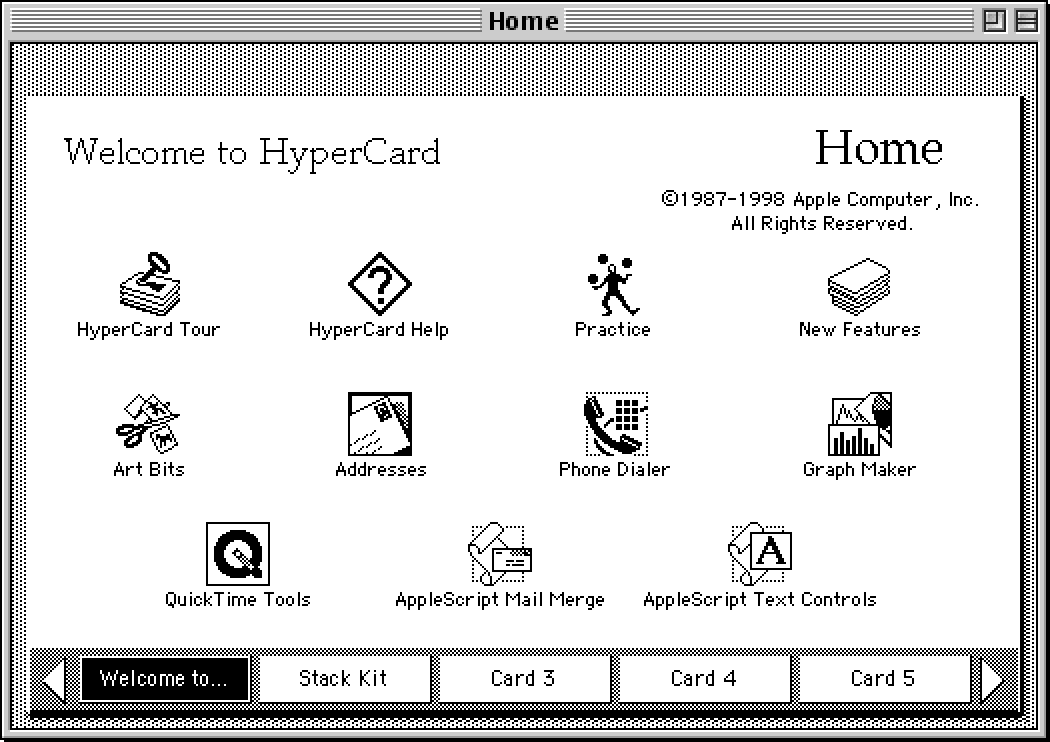 Home
Welcome to HyperCard
Home
©1987-1998 Apple Computer, Inc.
All Rights Reserved.
HyperCard Tour
HyperCard Help
Practice
New Features
Art Bits
Addresses
Phone Dialer
Graph Maker
QuickTime Tools
AppleScript Mail Merge
AppleScript Text Controls
Welcome to...
Stack Kit
Card 3
Card 4
Card 5